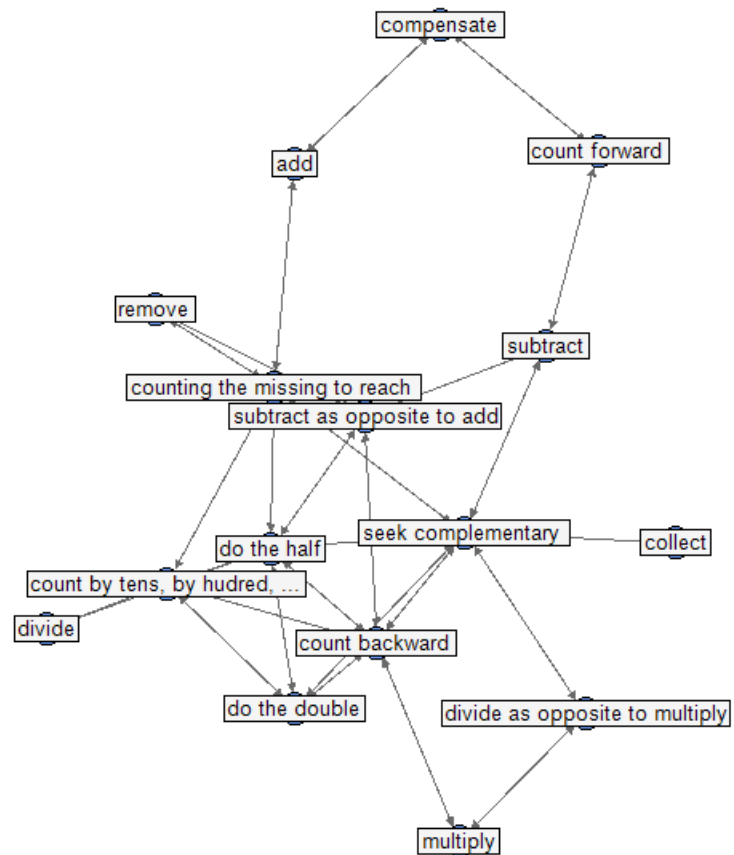 compensate
add
count forward
remove
subtract
counting the missing to reach
subtract as opposite to add
seek complementary
do the half
collect
count by tens, by hudred, ...
divide
count backward
do the double
divide as opposite to multiply
multiply